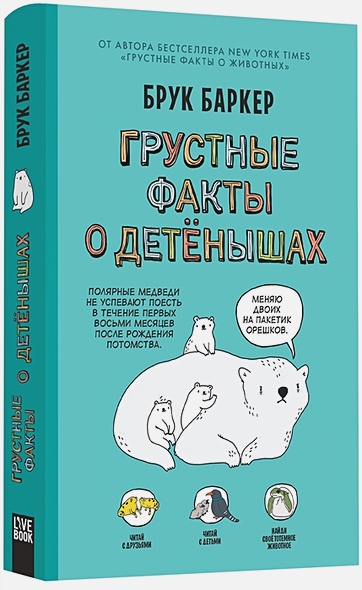 ОТ АВТОРА БЕСТСЕЛЛЕРА NEW YORK TIMES
«ГРУСТНЫЕ ФАКТЫ О ЖИВОТНЫХ»
БРУК БАРКЕР
ГРУСТНЫЕ
ФАКТЫ
О ДЕТЁНЫШАХ
ПОЛЯРНЫЕ МЕДВЕДИ
НЕ УСПЕВАЮТ ПОЕСТЬ
В ТЕЧЕНИЕ ПЕРВЫХ
ВОСЬМИ МЕСЯЦЕВ
ПОСЛЕ РОЖДЕНИЯ
ПОТОМСТВА.
МЕНЯЮ
ДВОИХ
НА ПАКЕТИК
ОРЕШКОВ.
ЧИТАЙ
С ДРУЗЬЯМИ
ЧИТАЙ
С ДЕТЬМИ
НАЙДИ
СВОЁ ТОТЕМНОЕ
ЖИВОТНОЕ
БРУК БАРКЕР
ГРУСТНЫЕ
ФАКТЫ
О ДЕТЁНЫШАХ
LIVE
BOOK